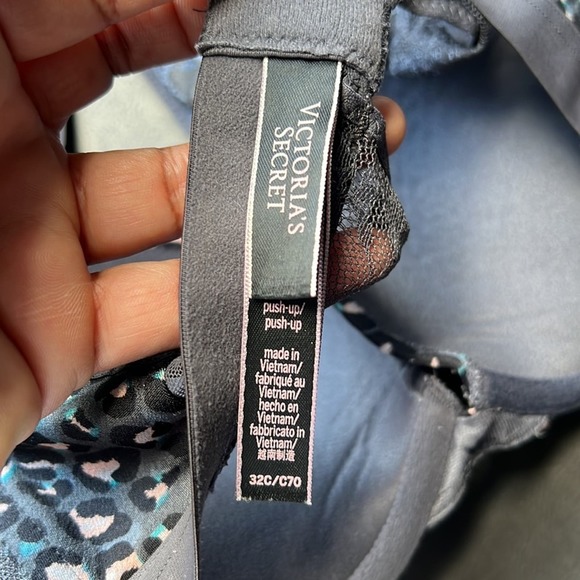 VICTORIA'S
SECRET
push-up/
push-up
made in
Vietnam/
fabriqué au
Vietnam/
hecho en
Vietnam/
fabbricato in
Vietnam/
越南制造
32C/C70